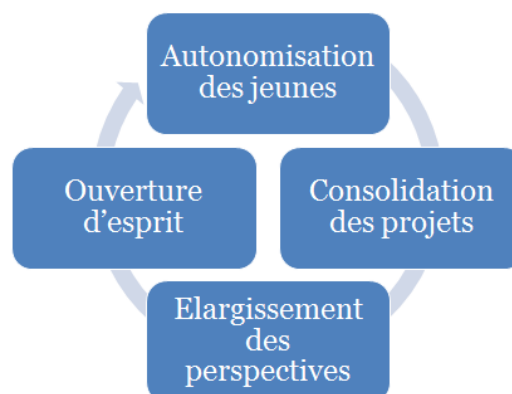 Autonomisation
des jeunes
Ouverture
d’esprit
Consolidation
des projets
Elargissement
des
perspectives